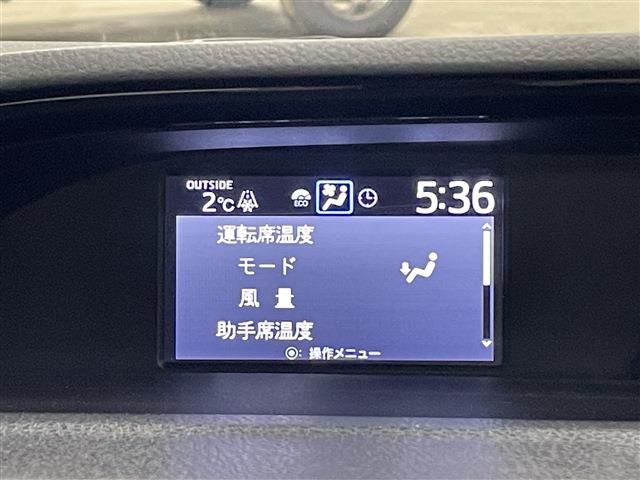 OUTSIDE
2℃ ECO 5:36
運転席温度
モード
風 量
助手席温度
◉: 操作メニュー